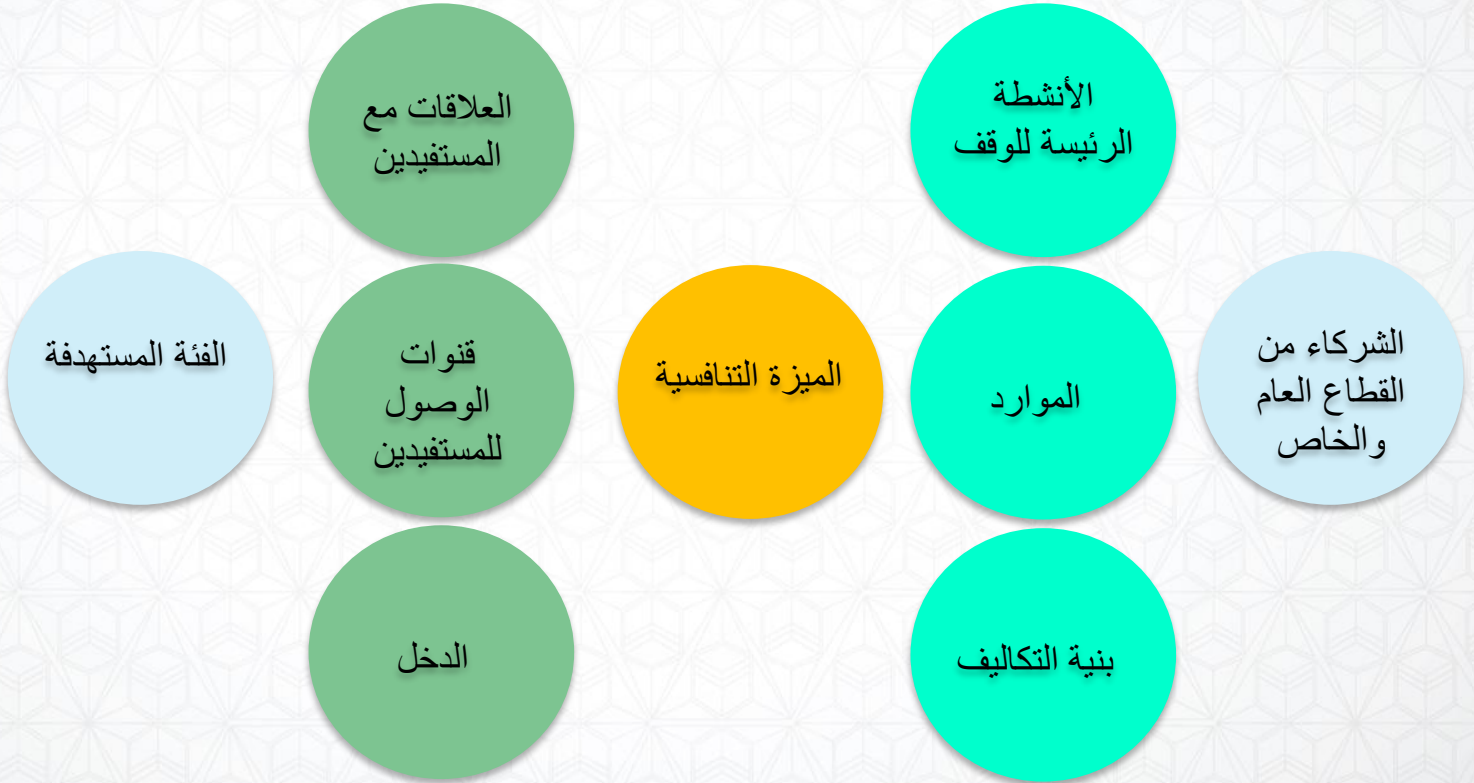 الأنشطة
الرئيسة للوقف
العلاقات مع
المستفيدين
الشركاء من
القطاع العام
والخاص
الموارد
الميزة التنافسية
قنوات
الوصول
للمستفيدين
الفئة المستهدفة
بنية التكاليف
الدخل